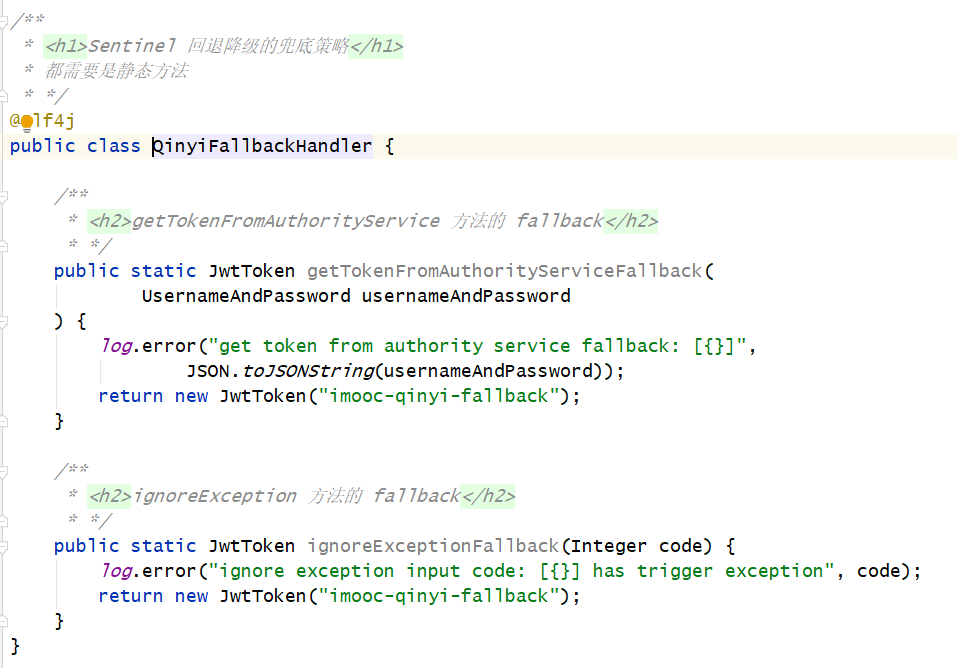 /**
 * <h1>Sentinel 回退降级的兜底策略</h1>
 * 都需要是静态方法
 * */
@lf4j
public class QinyiFallbackHandler {
    /**
     * <h2>getTokenFromAuthorityService 方法的 fallback</h2>
     * */
    public static JwtToken getTokenFromAuthorityServiceFallback(
            UsernameAndPassword usernameAndPassword
    ) {
        log.error("get token from authority service fallback: [{}]",
                JSON.toJSONString(usernameAndPassword));
        return new JwtToken("imooc-qinyi-fallback");
    }
    /**
     * <h2>ignoreException 方法的 fallback</h2>
     * */
    public static JwtToken ignoreExceptionFallback(Integer code) {
        log.error("ignore exception input code: [{}] has trigger exception", code);
        return new JwtToken("imooc-qinyi-fallback");
    }
}